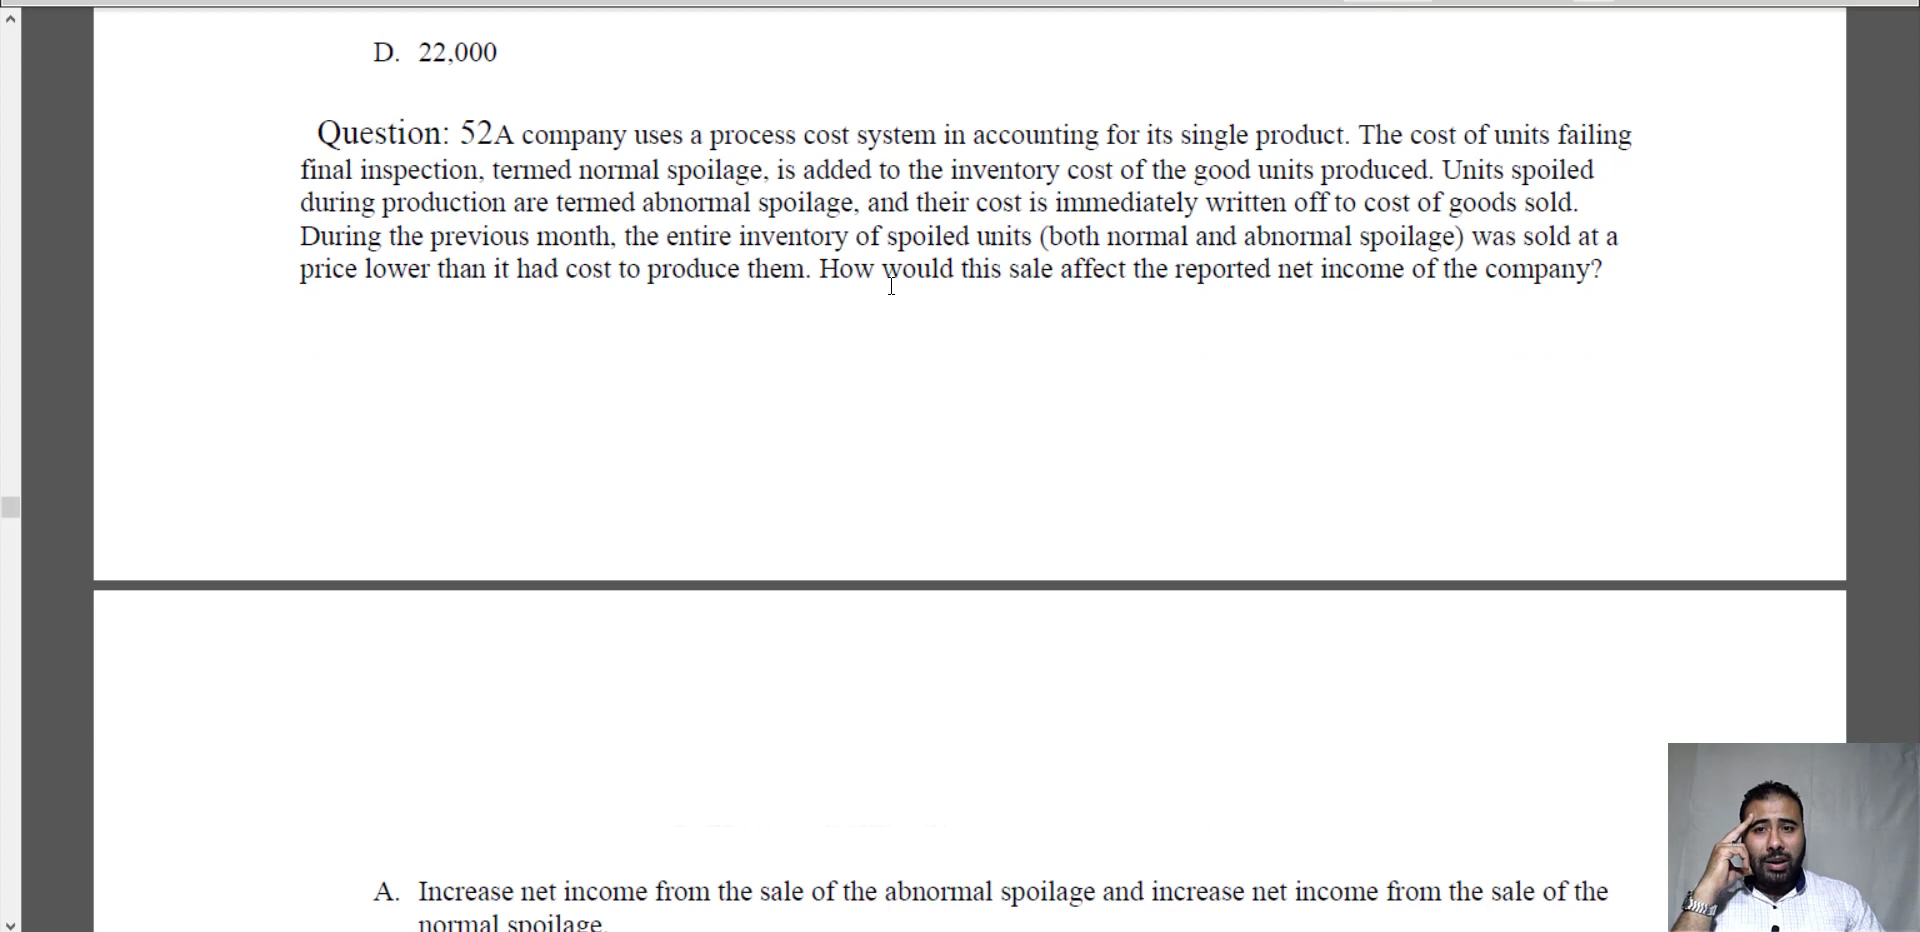 D. 22,000
Question: 52A company uses a process cost system in accounting for its single product. The cost of units failing
final inspection, termed normal spoilage, is added to the inventory cost of the good units produced. Units spoiled
during production are termed abnormal spoilage, and their cost is immediately written off to cost of goods sold.
During the previous month, the entire inventory of spoiled units (both normal and abnormal spoilage) was sold at a
price lower than it had cost to produce them. How would this sale affect the reported net income of the company?
A. Increase net income from the sale of the abnormal spoilage and increase net income from the sale of the
normal spoilage.